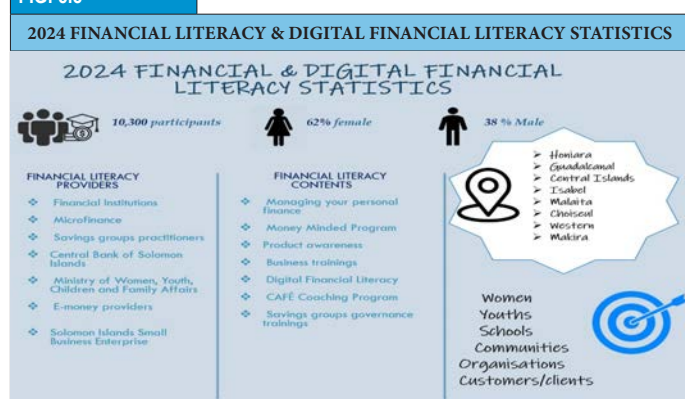 2024 FINANCIAL LITERACY & DIGITAL FINANCIAL LITERACY STATISTICS
2024 FINANCIAL & DIGITAL FINANCIAL
LITERACY STATISTICS
10,300 participants
62% female
38 % Male
FINANCIAL LITERACY
PROVIDERS
Financial Institutions
Microfinance
Savings groups practitioners
Central Bank of Solomon
Islands
Ministry of Women, Youth,
Children and Family Affairs
E-money providers
Solomon Islands Small
Business Enterprise
FINANCIAL LITERACY
CONTENTS
Managing your personal
finance
Money Minded Program
Product awareness
Business trainings
Digital Financial Literacy
CAFÉ Coaching Program
Savings groups governance
trainings
Honiara
Guadalcanal
Central Islands
Isabel
Malaita
Choiseul
Western
Makira
Women
Youths
Schools
Communities
Organisations
Customers/clients